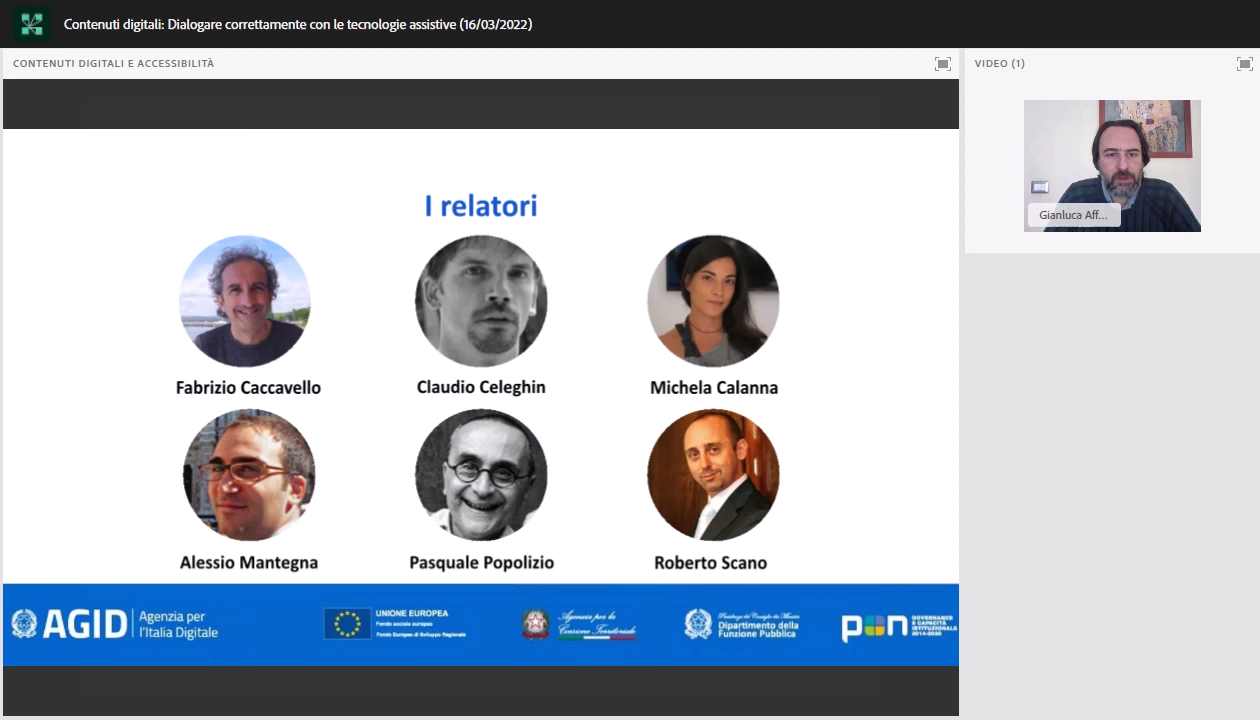 Contenuti digitali: Dialogare correttamente con le tecnologie assistive (16/03/2022)
CONTENUTI DIGITALI E ACCESSIBILITÀ
VIDEO (1)
Gianluca Aff...
I relatori
Fabrizio Caccavello
Claudio Celeghin
Michela Calanna
Alessio Mantegna
Pasquale Popolizio
Roberto Scano
AGID
Agenzia per
l'Italia Digitale
UNIONE EUROPEA
Fondo sociale europeo
Fondo Europeo di Sviluppo Regionale
Agenzia per la
Coesione Territoriale
Presidenza del Consiglio dei Ministri
Dipartimento della
Funzione Pubblica
pon
GOVERNANCE
E CAPACITÀ
ISTITUZIONALE
2014-2020